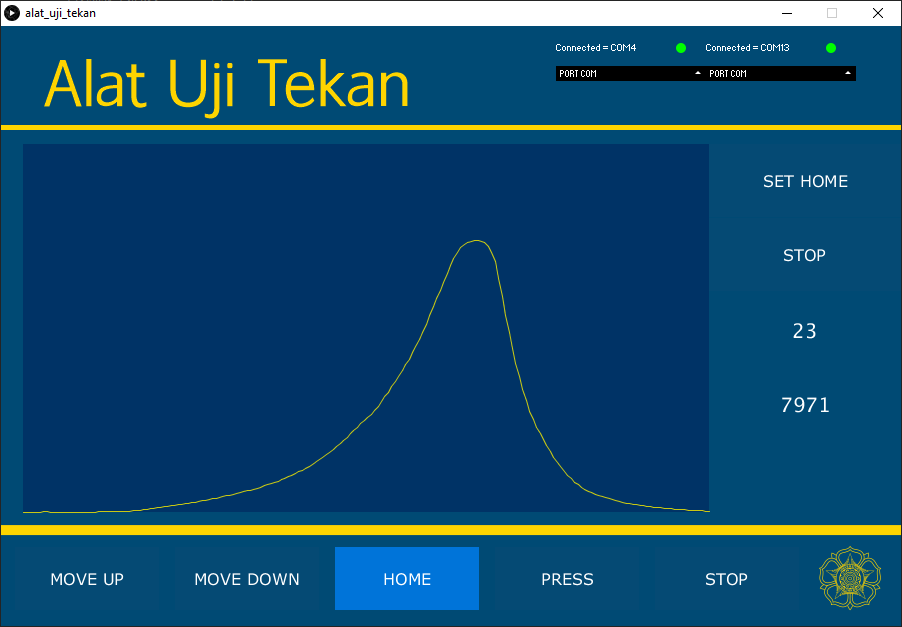 alat_uji_tekan
Alat Uji Tekan
Connected = COM4
Connected = COM13
PORT COM
PORT COM
SET HOME
STOP
23
7971
MOVE UP
MOVE DOWN
HOME
PRESS
STOP